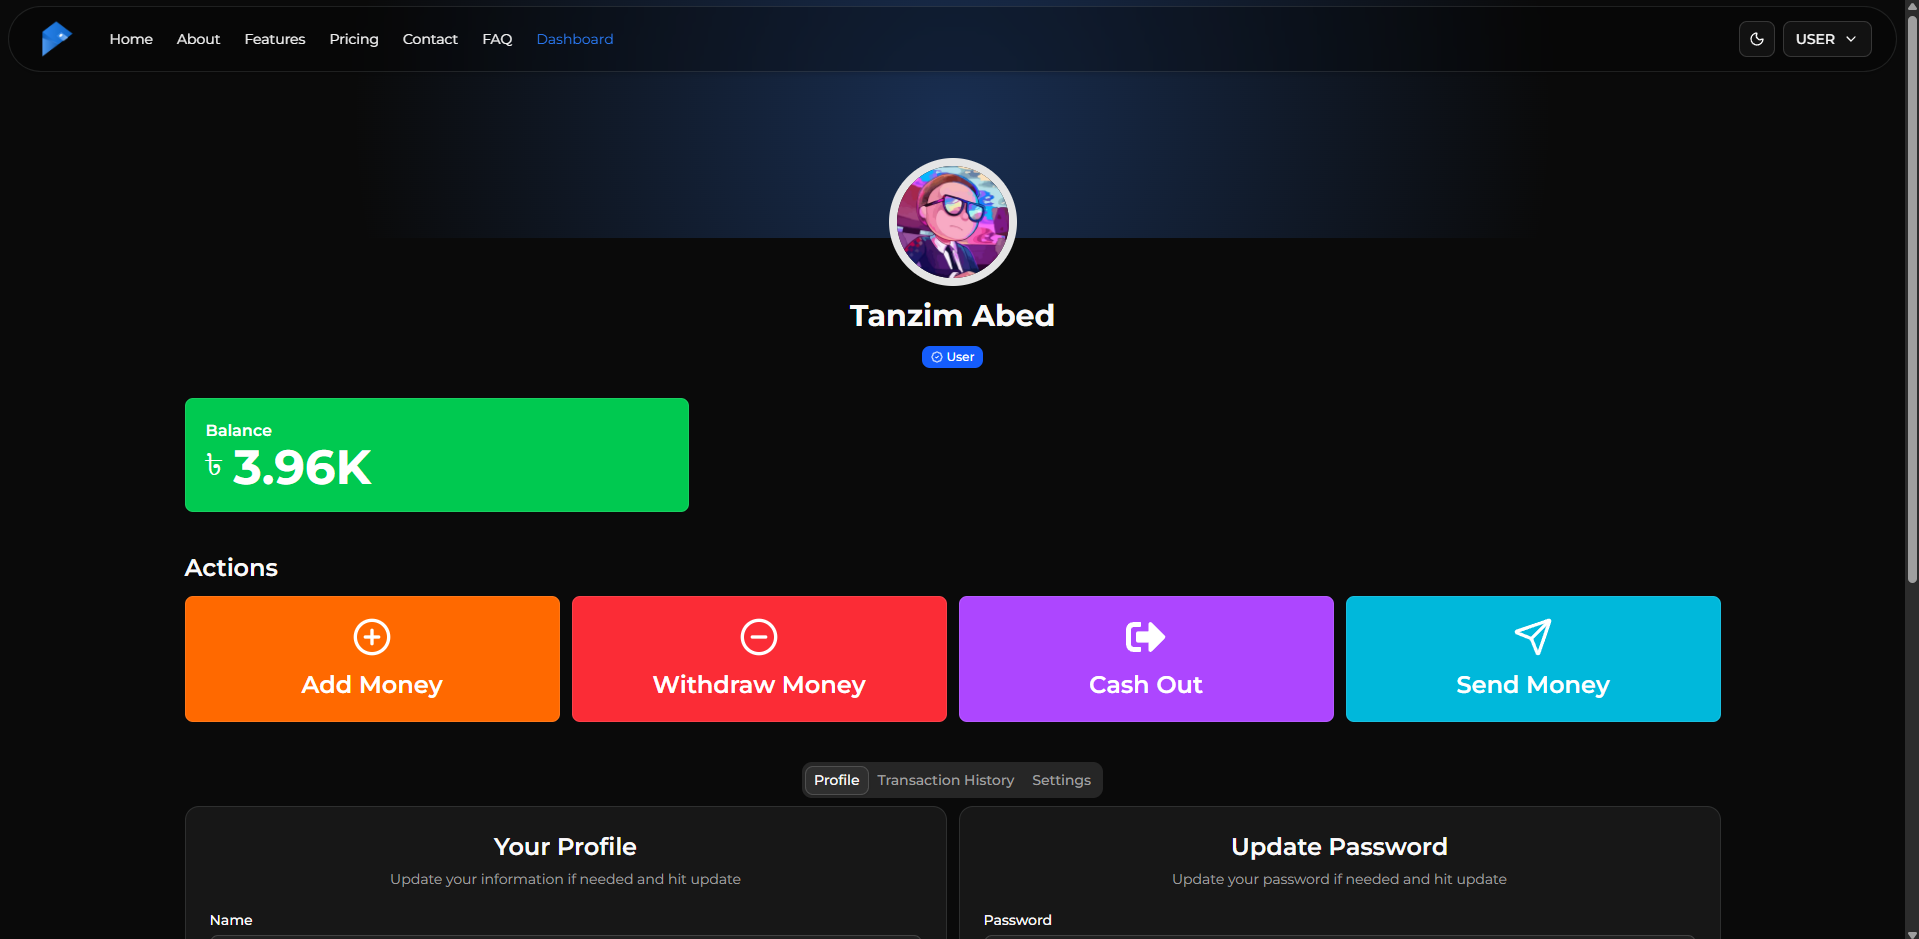 Home About Features Pricing Contact FAQ Dashboard USER
Tanzim Abed
User
Balance
৳ 3.96K
Actions
Add Money Withdraw Money Cash Out Send Money
Profile Transaction History Settings
Your Profile Update Password
Update your information if needed and hit update Update your password if needed and hit update
Name Password